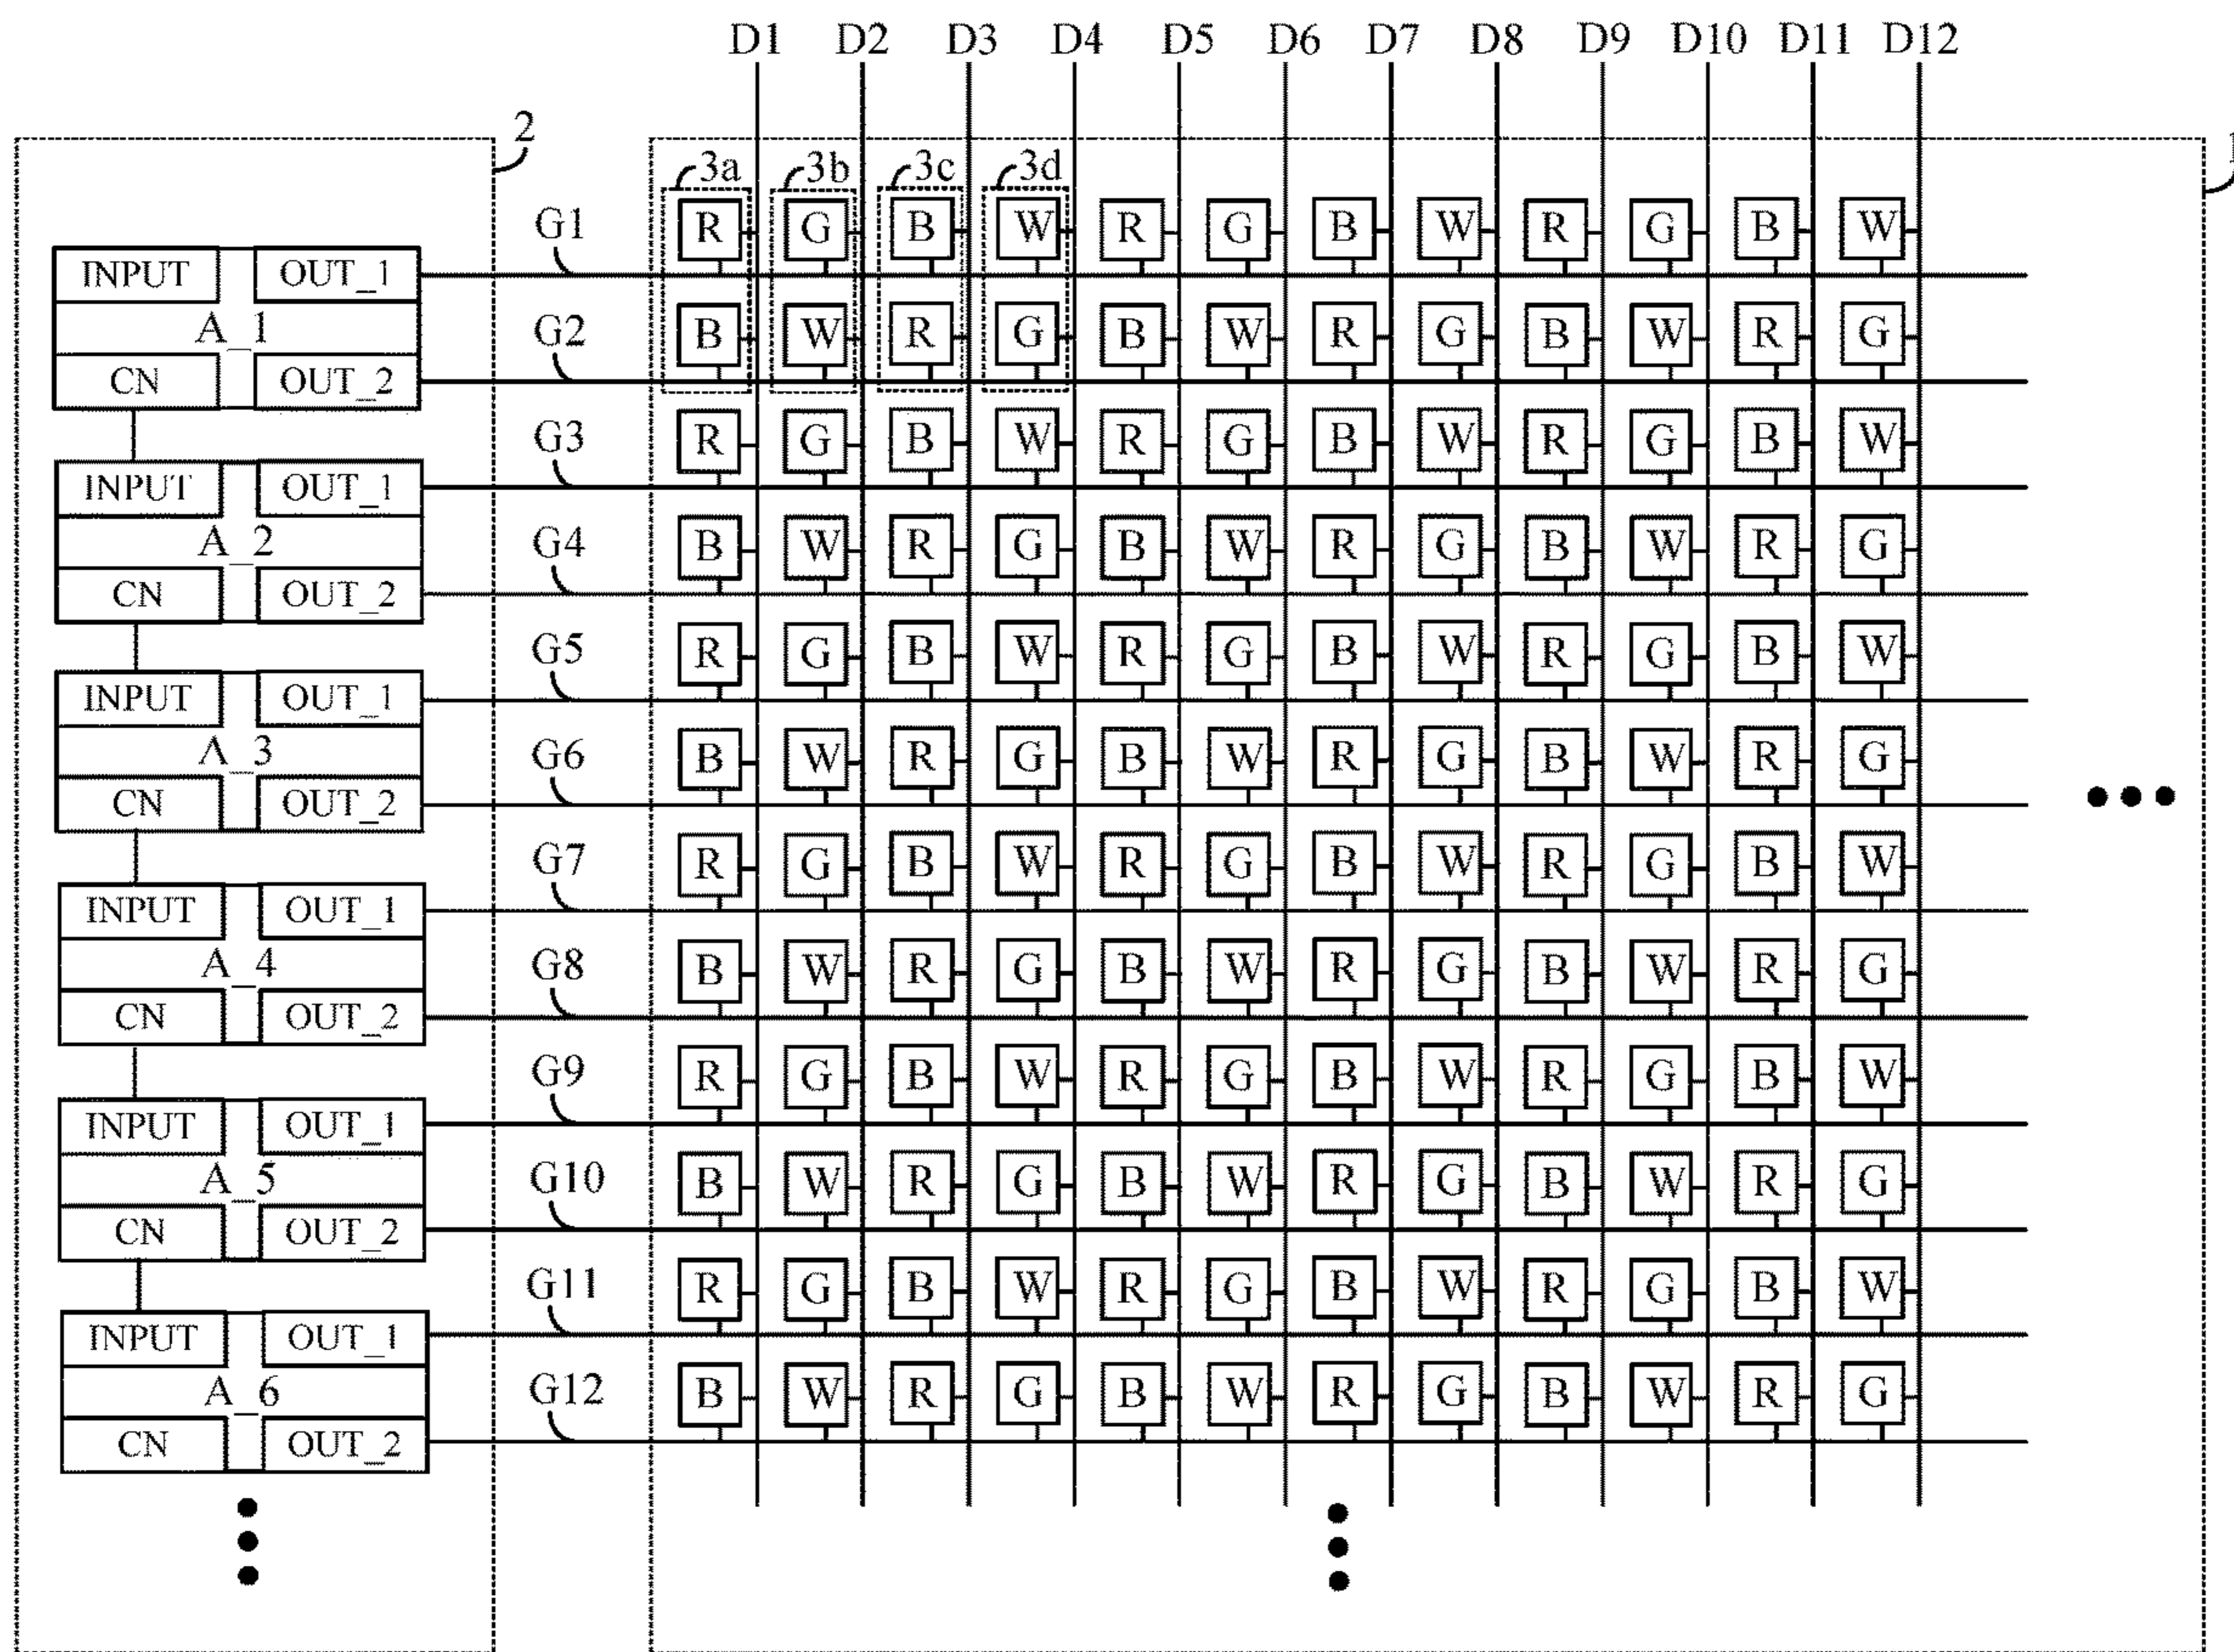 D1 D2 D3 D4 D5 D6 D7 D8 D9 D10 D11 D12
2 1
3a 3b 3c 3d
G1 R G B W R G B W R G B W
INPUT OUT_1
A_1
G2 B W R G B W R G B W R G
CN OUT_2
G3 R G B W R G B W R G B W
INPUT OUT_1
A_2
G4 B W R G B W R G B W R G
CN OUT_2
G5 R G B W R G B W R G B W
INPUT OUT_1
A_3
G6 B W R G B W R G B W R G
CN OUT_2
G7 R G B W R G B W R G B W
INPUT OUT_1
A_4
G8 B W R G B W R G B W R G
CN OUT_2
G9 R G B W R G B W R G B W
INPUT OUT_1
A_5
G10 B W R G B W R G B W R G
CN OUT_2
G11 R G B W R G B W R G B W
INPUT OUT_1
A_6
G12 B W R G B W R G B W R G
CN OUT_2